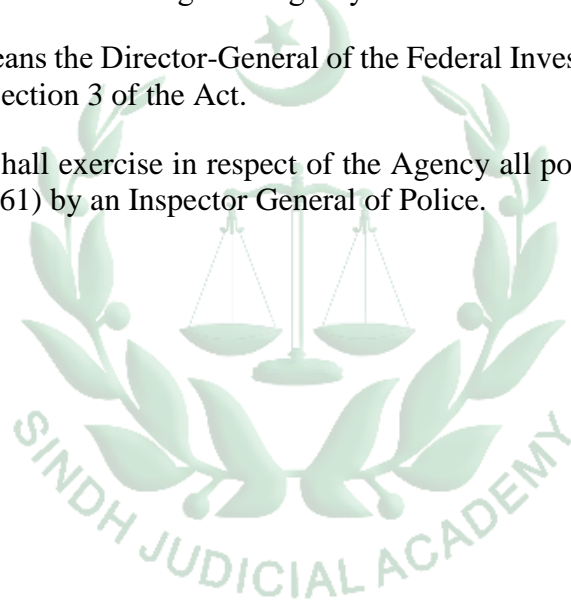 eans the Director-General of the Federal Inves
ection 3 of the Act.
hall exercise in respect of the Agency all po
61) by an Inspector General of Police.
SINDH JUDICIAL ACADEMY